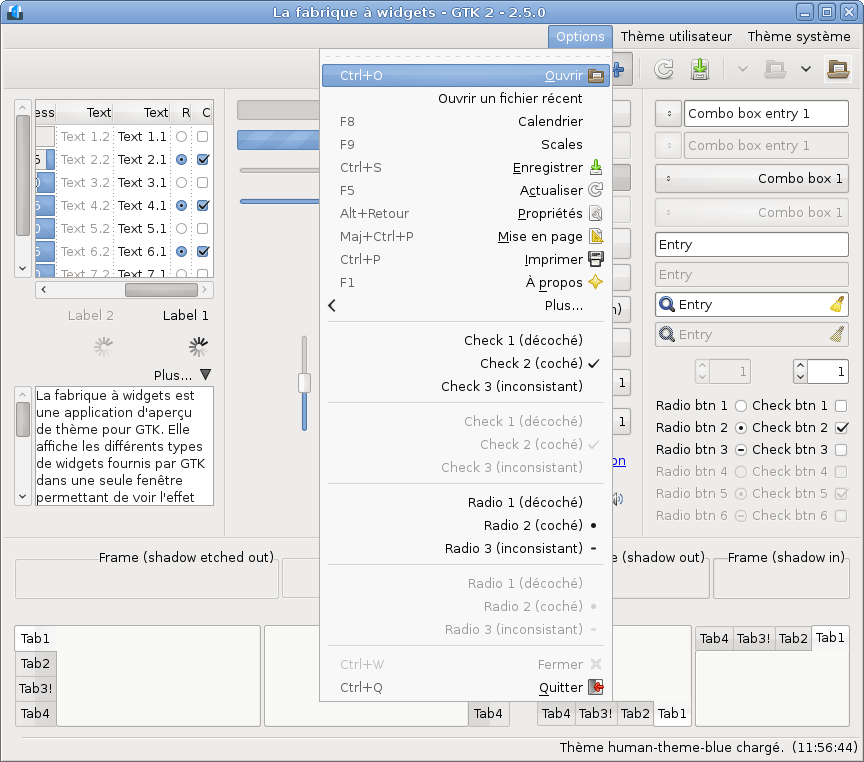 La fabrique à widgets - GTK 2 - 2.5.0
Options Thème utilisateur Thème système
Ctrl+O Ouvrir
Ouvrir un fichier récent
F8 Calendrier
F9 Scales
Ctrl+S Enregistrer
F5 Actualiser
Alt+Retour Propriétés
Maj+Ctrl+P Mise en page
Ctrl+P Imprimer
F1 À propos
Plus...
Check 1 (décoché)
Check 2 (coché)
Check 3 (inconsistant)
Check 1 (décoché)
Check 2 (coché)
Check 3 (inconsistant)
Radio 1 (décoché)
Radio 2 (coché)
Radio 3 (inconsistant)
Radio 1 (décoché)
Radio 2 (coché)
Radio 3 (inconsistant)
Ctrl+W Fermer
Ctrl+Q Quitter
ess Text Text R C
Text 1.2 Text 1.1
Text 2.2 Text 2.1
Text 3.2 Text 3.1
Text 4.2 Text 4.1
Text 5.2 Text 5.1
Text 6.2 Text 6.1
Text 7.2 Text 7.1
Label 2 Label 1
Plus...
La fabrique à widgets est
une application d'aperçu
de thème pour GTK. Elle
affiche les différents types
de widgets fournis par GTK
dans une seule fenêtre
permettant de voir l'effet
1
1
on
Combo box entry 1
Combo box entry 1
Combo box 1
Combo box 1
Entry
Entry
Entry
Entry
1 1
Radio btn 1 Check btn 1
Radio btn 2 Check btn 2
Radio btn 3 Check btn 3
Radio btn 4 Check btn 4
Radio btn 5 Check btn 5
Radio btn 6 Check btn 6
Frame (shadow etched out)
e (shadow out)
Frame (shadow in)
Tab1
Tab2
Tab3!
Tab4
Tab4
Tab4 Tab3! Tab2 Tab1
Tab4 Tab3! Tab2 Tab1
Thème human-theme-blue chargé. (11:56:44)